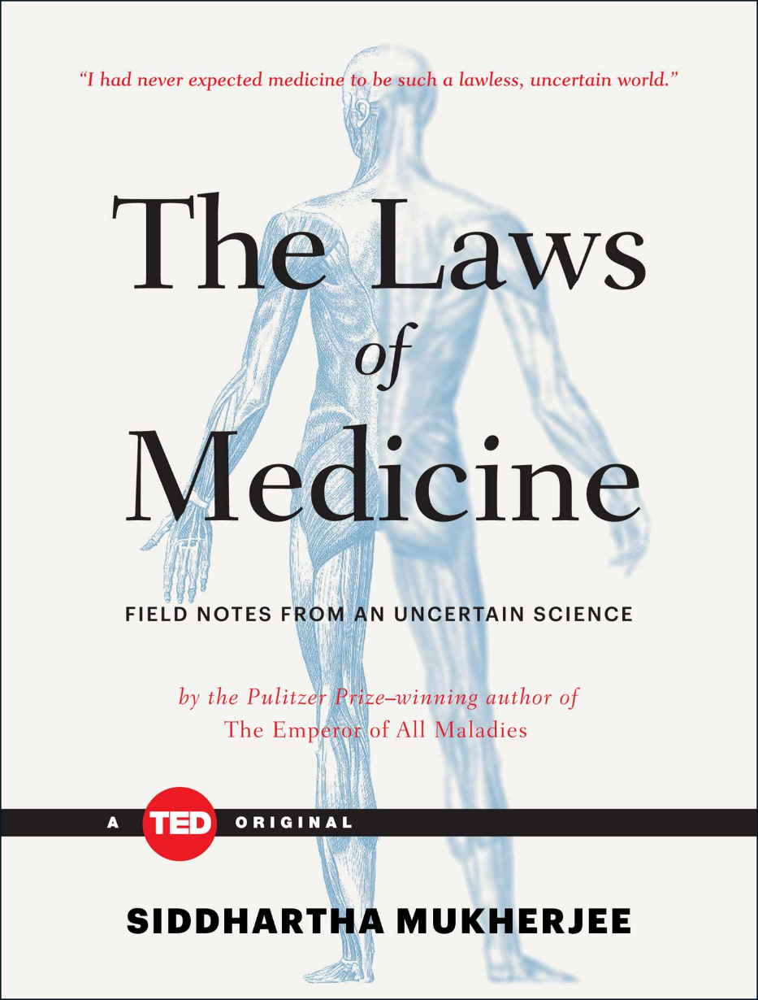 “I had never expected medicine to be such a lawless, uncertain world.”
The Laws
of
Medicine
FIELD NOTES FROM AN UNCERTAIN SCIENCE
by the Pulitzer Prize–winning author of
The Emperor of All Maladies
A TED ORIGINAL
SIDDHARTHA MUKHERJEE